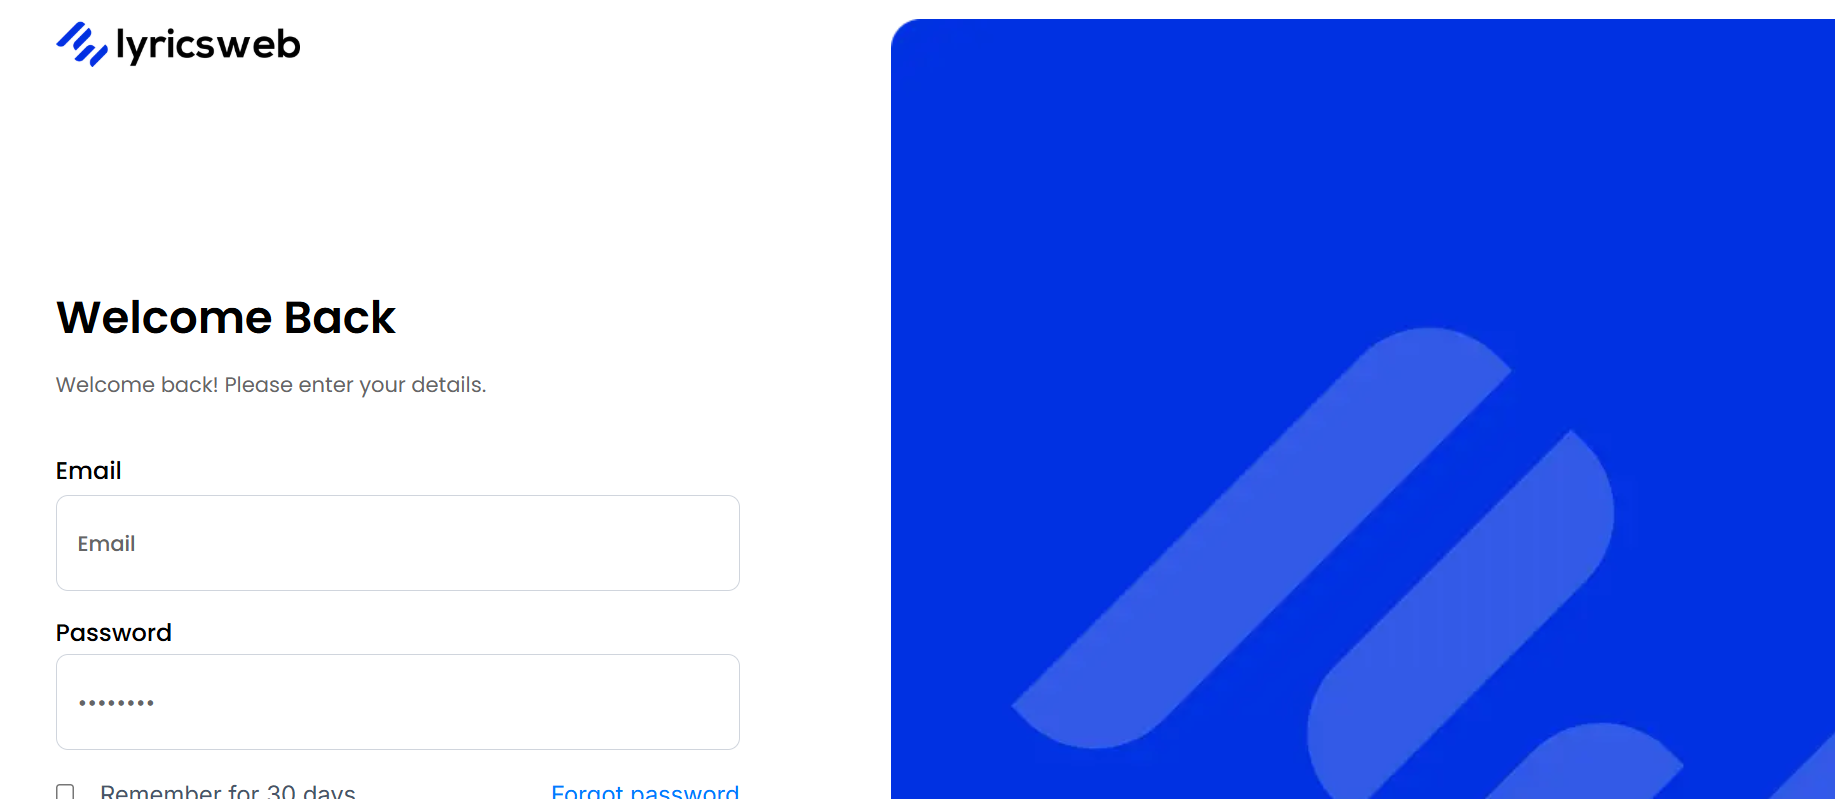 lyricsweb
Welcome Back
Welcome back! Please enter your details.
Email
Email
Password
••••••••
Remember for 30 days
Forgot password